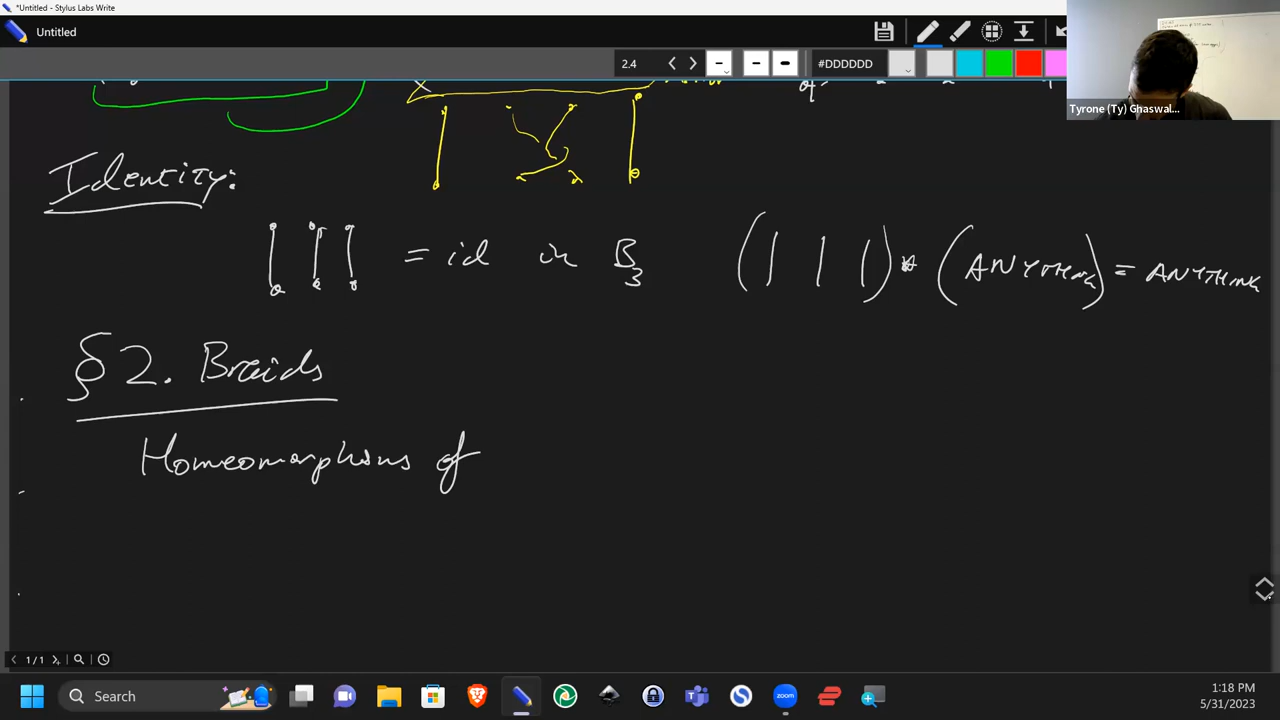 *Untitled - Stylus Labs Write
Untitled
2.4
#DDDDDD
Tyrone (Ty) Ghaswal...
Identity:
= id in B3
( | | | ) * (ANYTHING) = ANYTHING
§2. Braids
Homeomorphisms of
1/1
Search
1:18 PM
5/31/2023